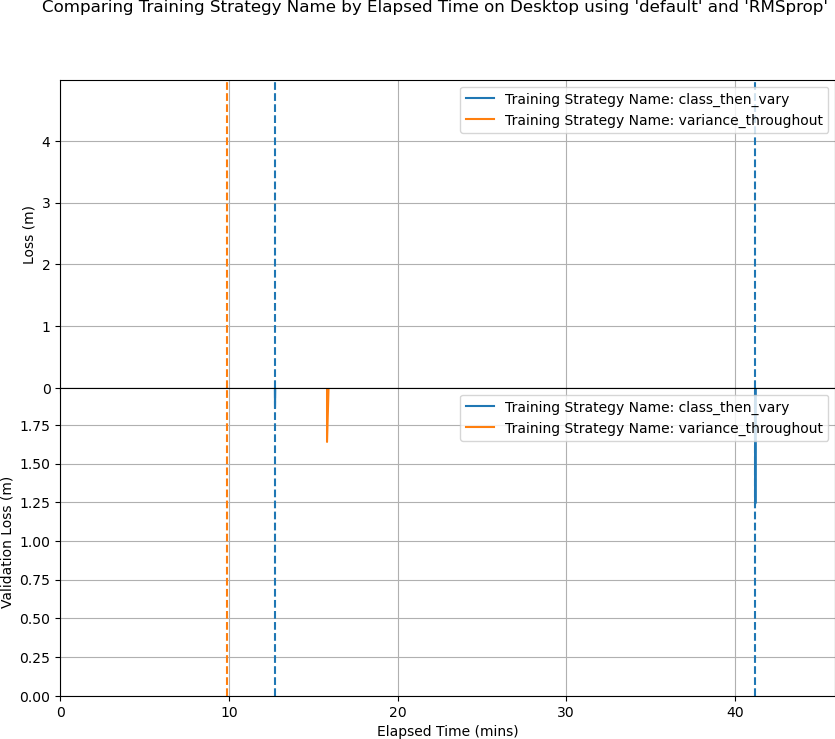 Comparing Training Strategy Name by Elapsed Time on Desktop using 'default' and 'RMSprop'
Training Strategy Name: class_then_vary
Training Strategy Name: variance_throughout
4
3
2
1
0
Loss (m)
Training Strategy Name: class_then_vary
Training Strategy Name: variance_throughout
1.75
1.50
1.25
1.00
0.75
0.50
0.25
0.00
Validation Loss (m)
0 10 20 30 40
Elapsed Time (mins)